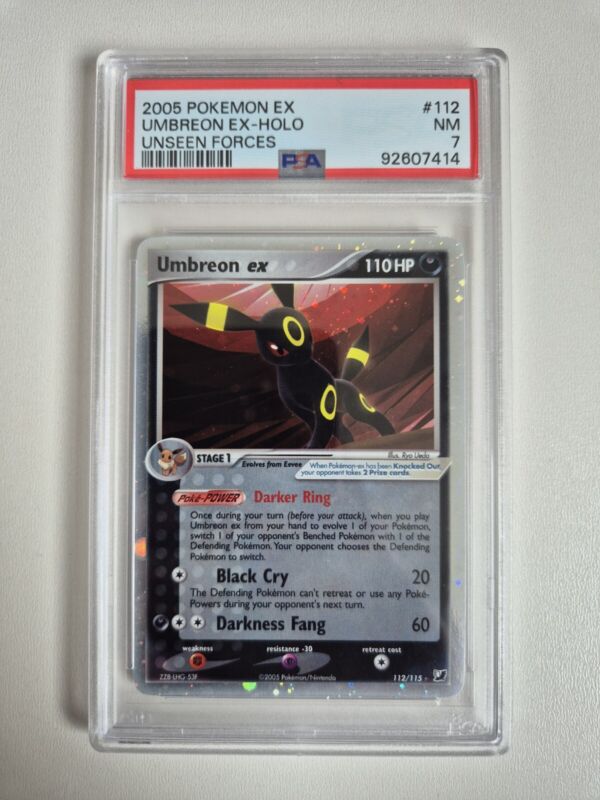 2005 POKEMON EX #112
UMBREON EX-HOLO NM
UNSEEN FORCES 7
PSA 92607414
Umbreon ex 110 HP
Illus. Ryo Ueda
STAGE 1 Evolves from Eevee
When Pokémon-ex has been Knocked Out,
your opponent takes 2 Prize cards.
Poké-POWER Darker Ring
Once during your turn (before your attack), when you play
Umbreon ex from your hand to evolve 1 of your Pokémon,
switch 1 of your opponent's Benched Pokémon with 1 of the
Defending Pokémon. Your opponent chooses the Defending
Pokémon to switch.
Black Cry 20
The Defending Pokémon can't retreat or use any Poké-
Powers during your opponent's next turn.
Darkness Fang 60
weakness resistance -30 retreat cost
ZZB-LHG-53F ©2005 Pokémon/Nintendo 112/115